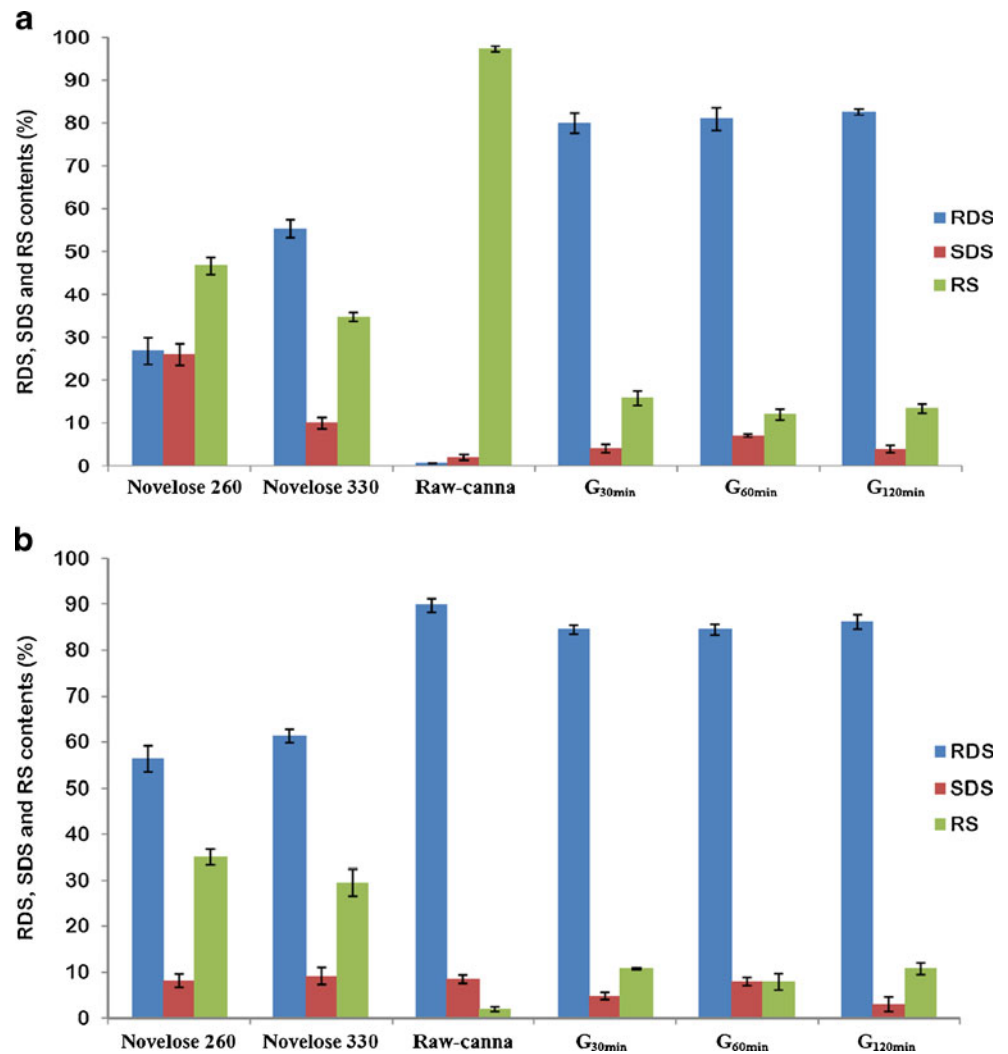 a
RDS, SDS and RS contents (%)
100
90
80
70
60
50
40
30
20
10
0
Novelose 260 Novelose 330 Raw-canna G30min G60min G120min
RDS
SDS
RS
b
RDS, SDS and RS contents (%)
100
90
80
70
60
50
40
30
20
10
0
Novelose 260 Novelose 330 Raw-canna G30min G60min G120min
RDS
SDS
RS